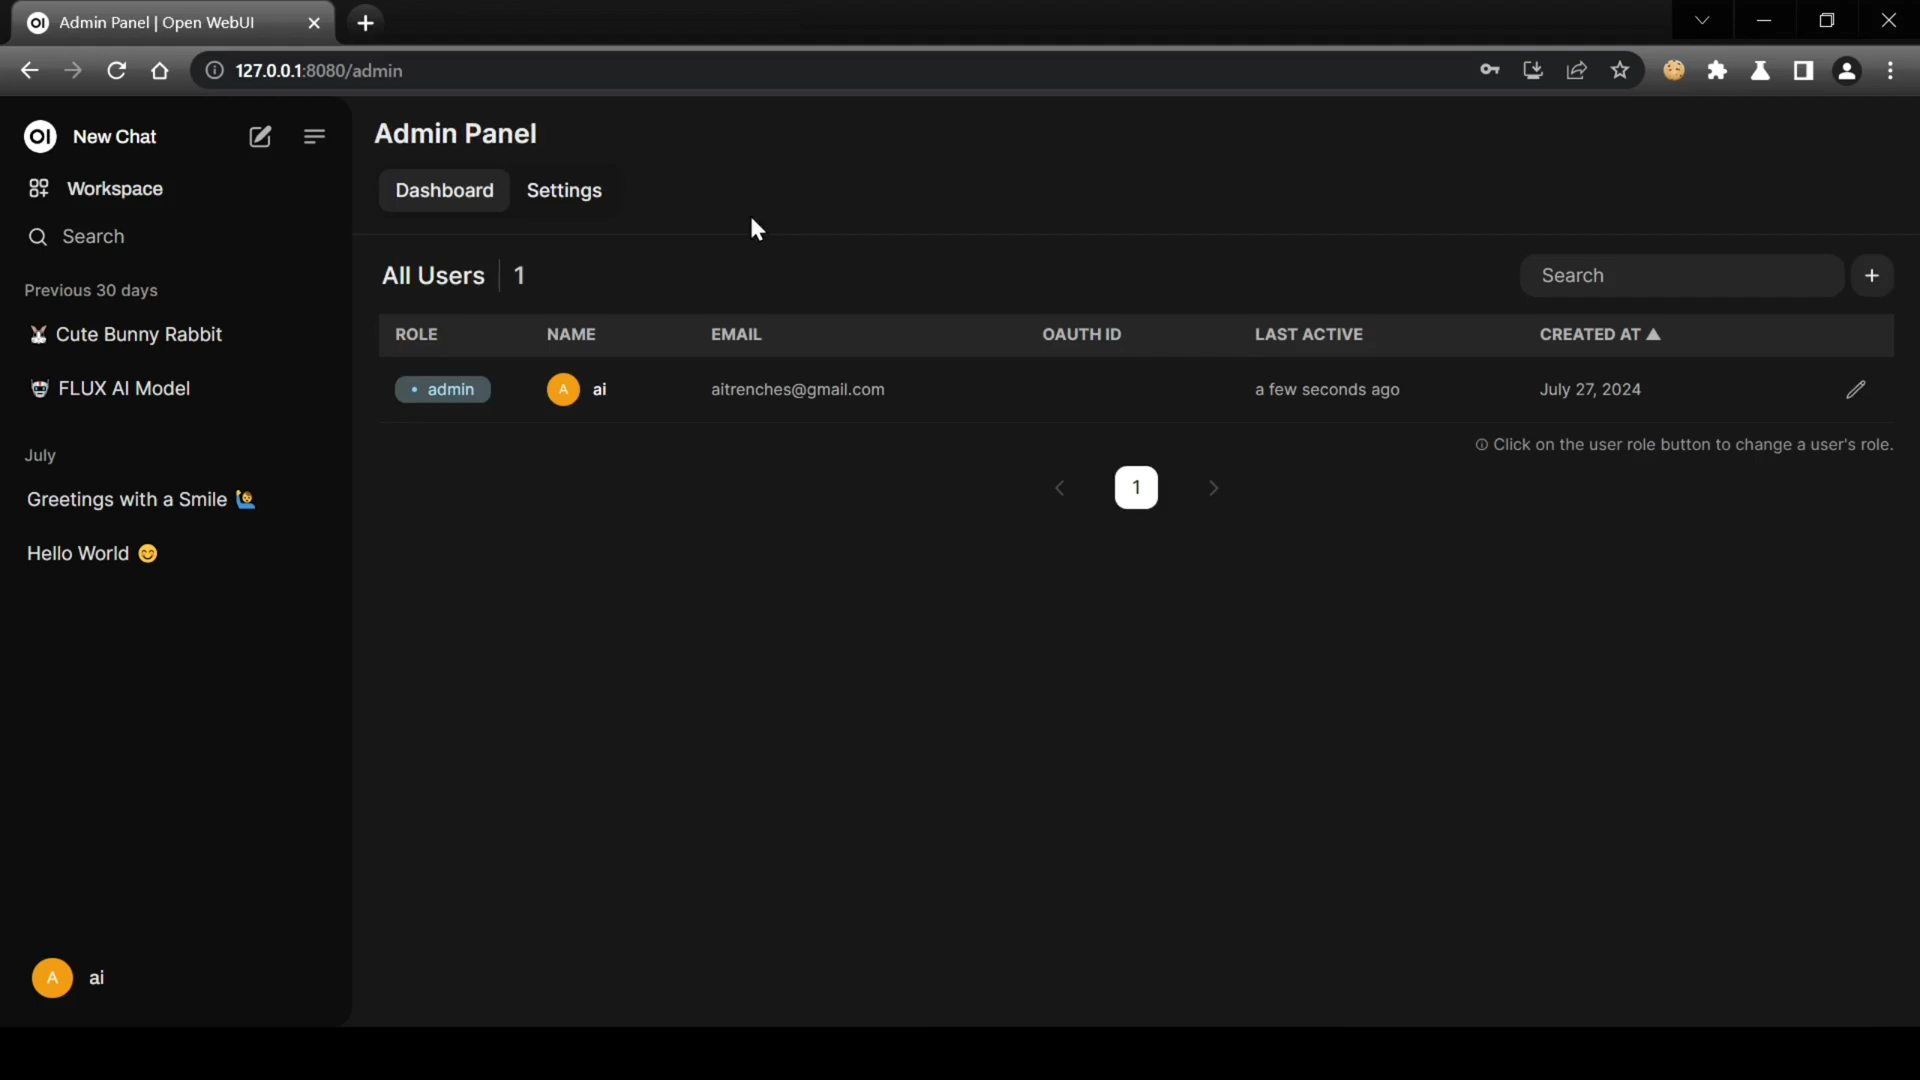 Admin Panel | Open WebUI
127.0.0.1:8080/admin
OI New Chat
Workspace
Search
Previous 30 days
🐰 Cute Bunny Rabbit
🤖 FLUX AI Model
July
Greetings with a Smile 🙋
Hello World 😊
A ai
Admin Panel
Dashboard Settings
All Users 1
Search
ROLE NAME EMAIL OAUTH ID LAST ACTIVE CREATED AT ▲
• admin A ai aitrenches@gmail.com a few seconds ago July 27, 2024
ⓘ Click on the user role button to change a user's role.
1